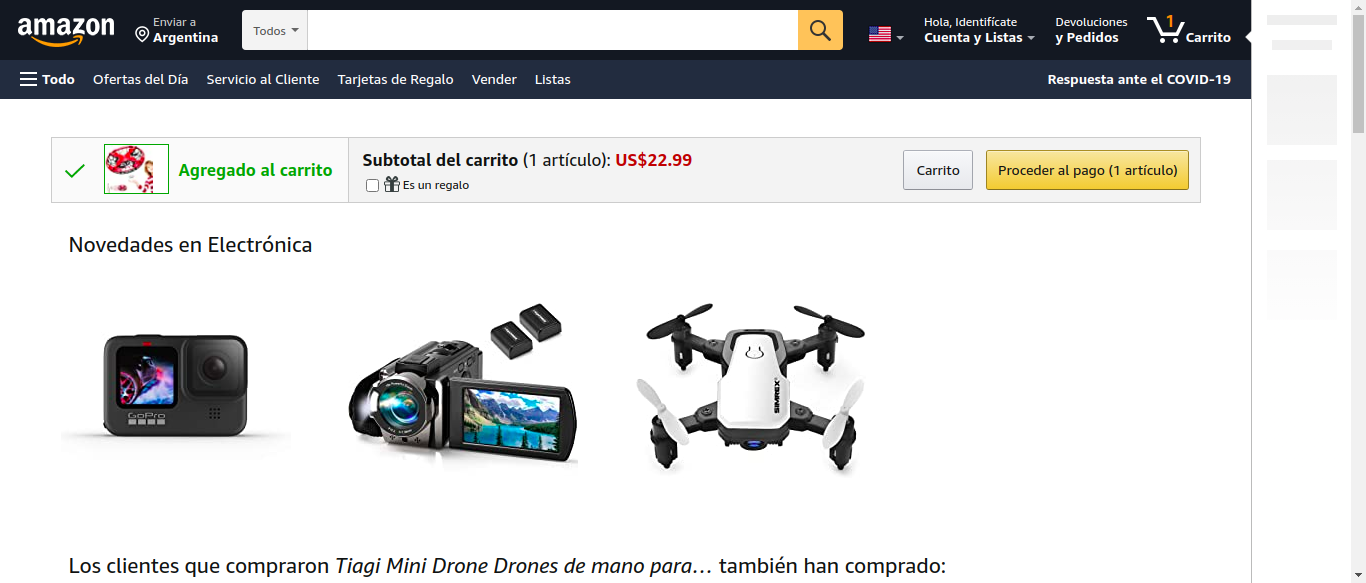 amazon
Enviar a
Argentina
Todos
Hola, Identifícate
Cuenta y Listas
Devoluciones
y Pedidos
1
Carrito
Todo
Ofertas del Día
Servicio al Cliente
Tarjetas de Regalo
Vender
Listas
Respuesta ante el COVID-19
Agregado al carrito
Subtotal del carrito (1 artículo): US$22.99
Es un regalo
Carrito
Proceder al pago (1 artículo)
Novedades en Electrónica
GoPro
SIMREX
Los clientes que compraron Tiagi Mini Drone Drones de mano para… también han comprado: